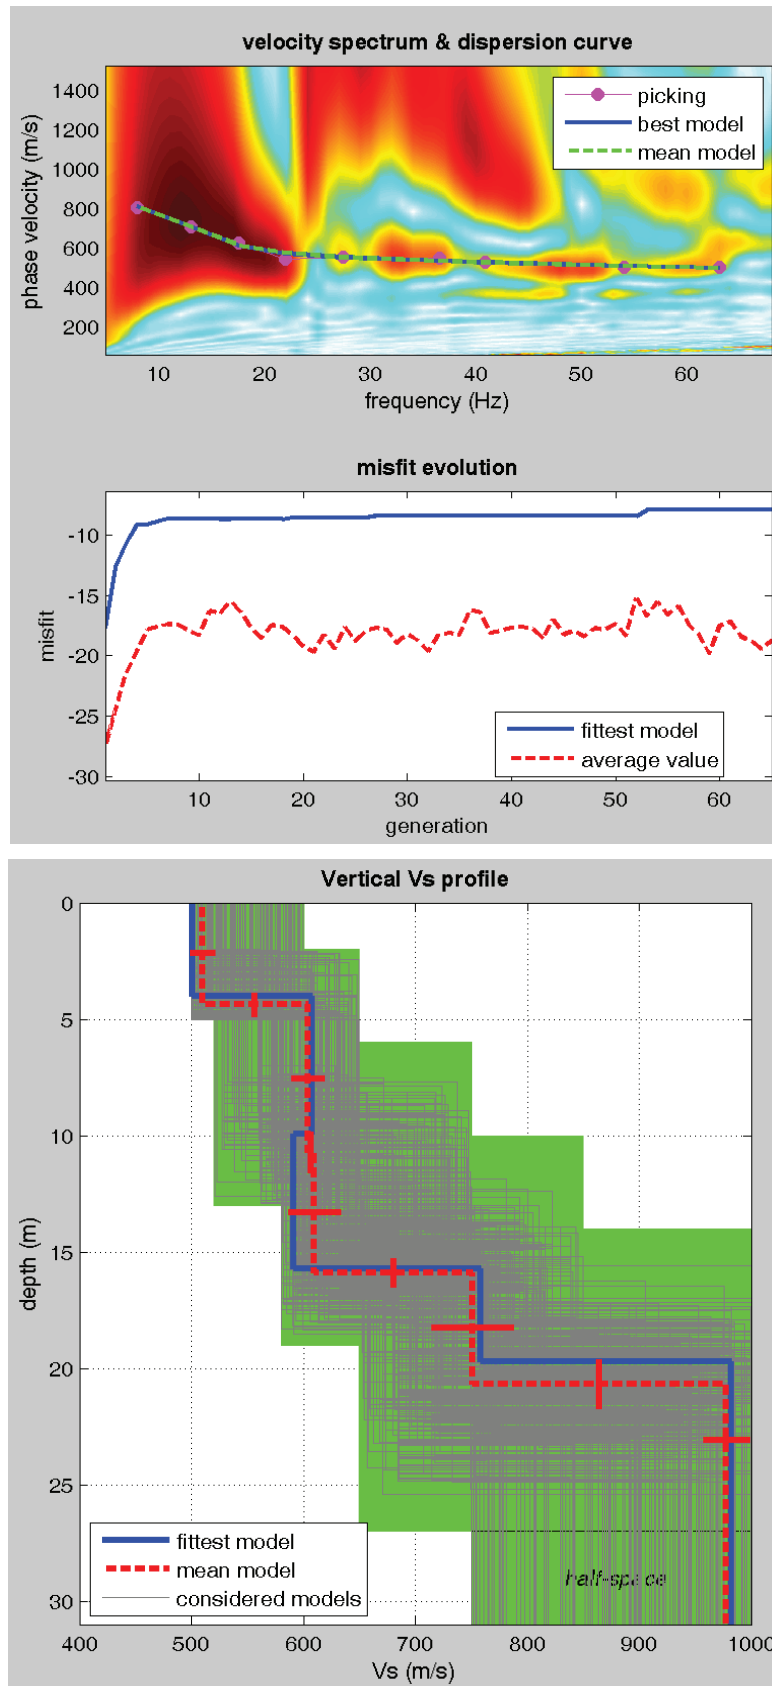 velocity spectrum & dispersion curve
phase velocity (m/s)
1400
1200
1000
800
600
400
200
picking
best model
mean model
10 20 30 40 50 60
frequency (Hz)
misfit evolution
misfit
-10
-15
-20
-25
-30
fittest model
average value
10 20 30 40 50 60
generation
Vertical Vs profile
depth (m)
0
5
10
15
20
25
30
fittest model
mean model
considered models
half-space
400 500 600 700 800 900 1000
Vs (m/s)